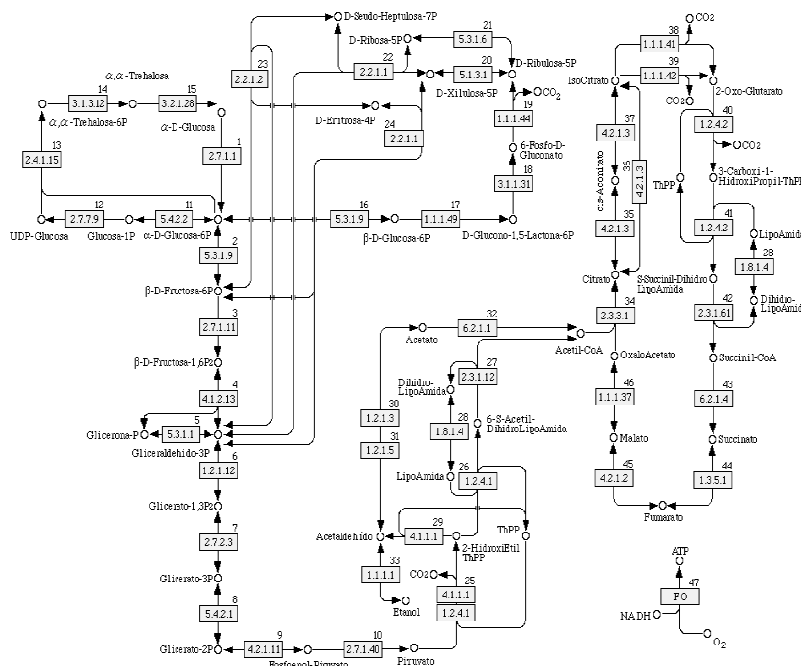 D-Seudo-Heptulosa-7P
38
CO2
21
D-Ribosa-5P
5.3.1.6
D-Ribulosa-5P
1.1.1.41
23
22
39
2.2.1.2
2.2.1.1
20
5.1.3.1
IsoCitrato
1.1.1.42
2-Oxo-Glutarato
α,α-Trehalosa
D-Xilulosa-5P
14
15
3.1.3.12
3.2.1.28
CO2
CO2
19
40
α,α-Trehalosa-6P
α-D-Glucosa
D-Eritrosa-4P
24
1.1.1.44
37
1.2.4.2
2.2.1.1
4.2.1.3
CO2
13
1
6-Fosfo-D-
Gluconato
2.4.1.15
2.7.1.1
cis-Aconitato
36
4.2.1.3
ThPP
3-Carboxi-1-
HidroxiPropil-ThPP
18
3.1.1.31
12
11
16
17
35
41
2.7.7.9
5.4.2.2
5.3.1.9
1.1.1.49
4.2.1.3
1.2.4.2
LipoAmida
UDP-Glucosa
Glucosa-1P
α-D-Glucosa-6P
β-D-Glucosa-6P
D-Glucono-1,5-Lactona-6P
28
2
5.3.1.9
1.8.1.4
Citrato
S-Succinil-Dihidro
LipoAmida
β-D-Fructosa-6P
34
42
Dihidro-
LipoAmida
3
32
2.3.3.1
2.3.1.61
2.7.1.11
Acetato
6.2.1.1
Acetil-CoA
OxaloAcetato
Succinil-CoA
β-D-Fructosa-1,6P2
27
4
Dihidro-
LipoAmida
2.3.1.12
46
43
4.1.2.13
30
1.1.1.37
6.2.1.4
5
1.2.1.3
28
6-S-Acetil-
DihidroLipoAmida
Glicerona-P
5.3.1.1
31
1.8.1.4
Malato
Succinato
Gliceraldehido-3P
1.2.1.5
6
26
45
44
1.2.1.12
LipoAmida
1.2.4.1
4.2.1.2
1.3.5.1
Glicerato-1,3P2
Fumarato
29
ThPP
7
Acetaldehído
4.1.1.1
2-HidroxiEtil
ThPP
2.7.2.3
33
ATP
1.1.1.1
CO2
25
Glicerato-3P
4.1.1.1
47
8
Etanol
1.2.4.1
FO
5.4.2.1
NADH
9
10
O2
Glicerato-2P
4.2.1.11
2.7.1.40
Fosfoenol-Piruvato
Piruvato